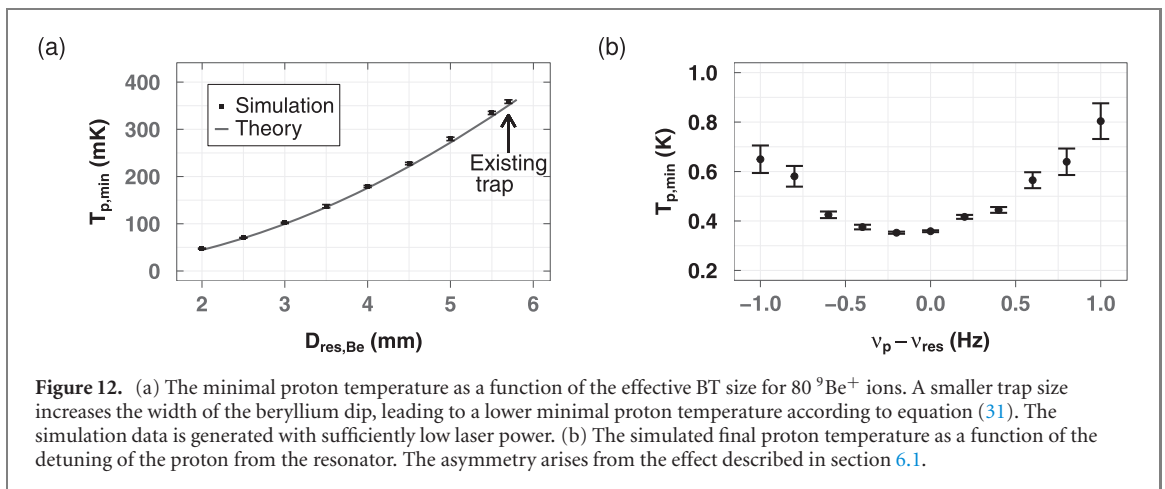 (a)
T_p,min (mK)
400
300
200
100
0
Simulation
Theory
Existing
trap
2 3 4 5 6
D_res,Be (mm)
(b)
T_p,min (K)
1.0
0.8
0.6
0.4
0.2
−1.0 −0.5 0.0 0.5 1.0
ν_p − ν_res (Hz)
Figure 12. (a) The minimal proton temperature as a function of the effective BT size for 80 ⁹Be⁺ ions. A smaller trap size
increases the width of the beryllium dip, leading to a lower minimal proton temperature according to equation (31). The
simulation data is generated with sufficiently low laser power. (b) The simulated final proton temperature as a function of the
detuning of the proton from the resonator. The asymmetry arises from the effect described in section 6.1.